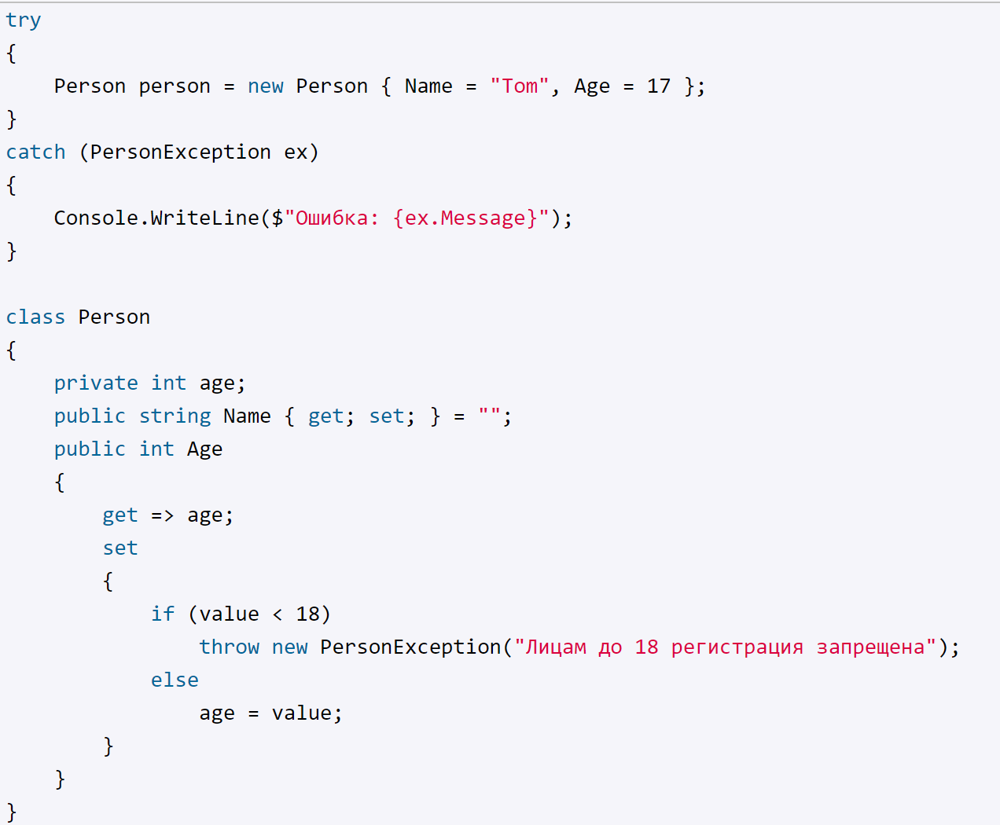 try
{
    Person person = new Person { Name = "Tom", Age = 17 };
}
catch (PersonException ex)
{
    Console.WriteLine($"Ошибка: {ex.Message}");
}

class Person
{
    private int age;
    public string Name { get; set; } = "";
    public int Age
    {
        get => age;
        set
        {
            if (value < 18)
                throw new PersonException("Лицам до 18 регистрация запрещена");
            else
                age = value;
        }
    }
}